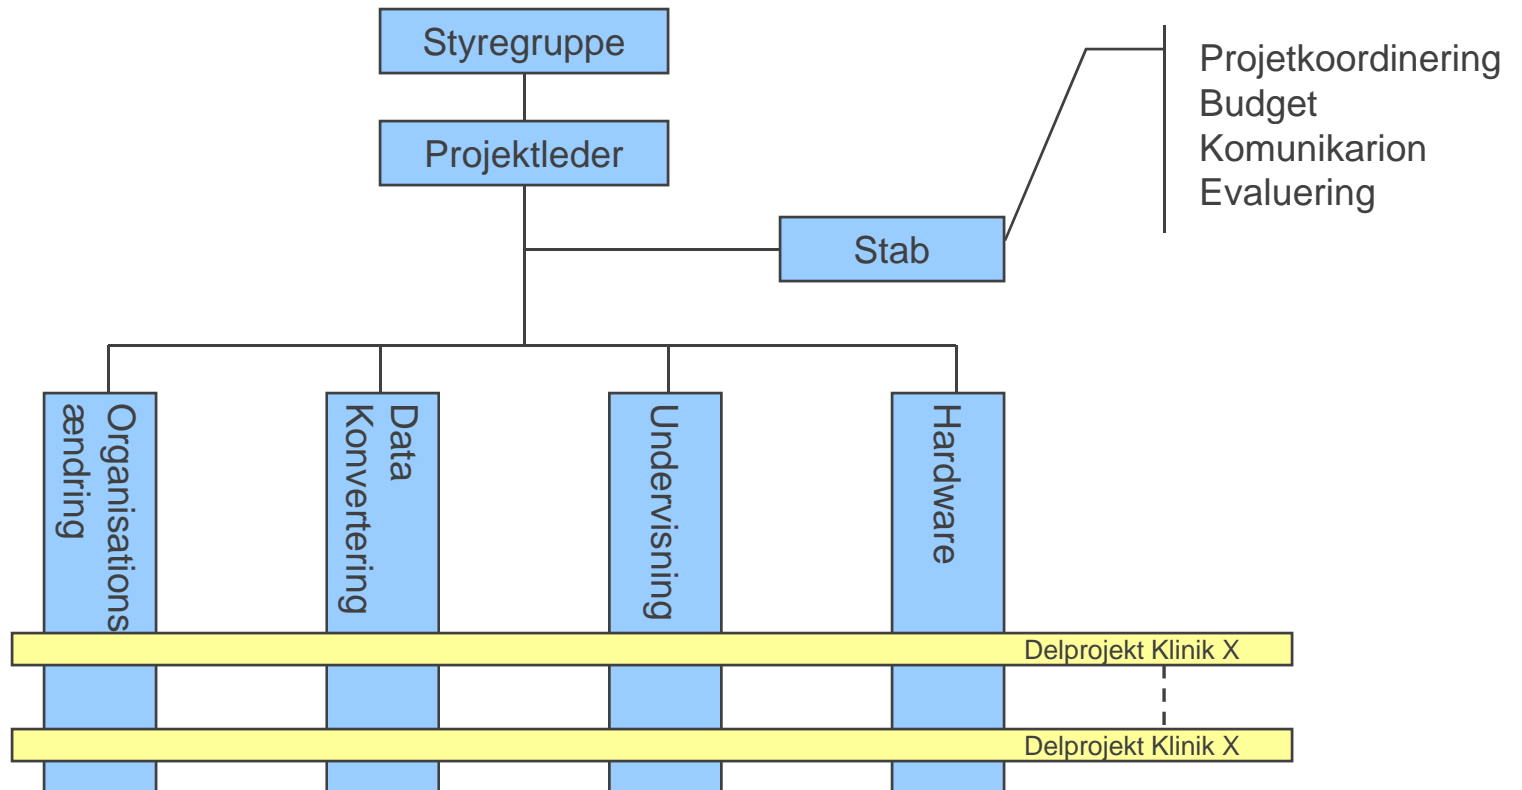 Styregruppe
Projektleder
Stab
Projetkoordinering
Budget
Komunikarion
Evaluering
Organisations
ændring
Data
Konvertering
Undervisning
Hardware
Delprojekt Klinik X
Delprojekt Klinik X